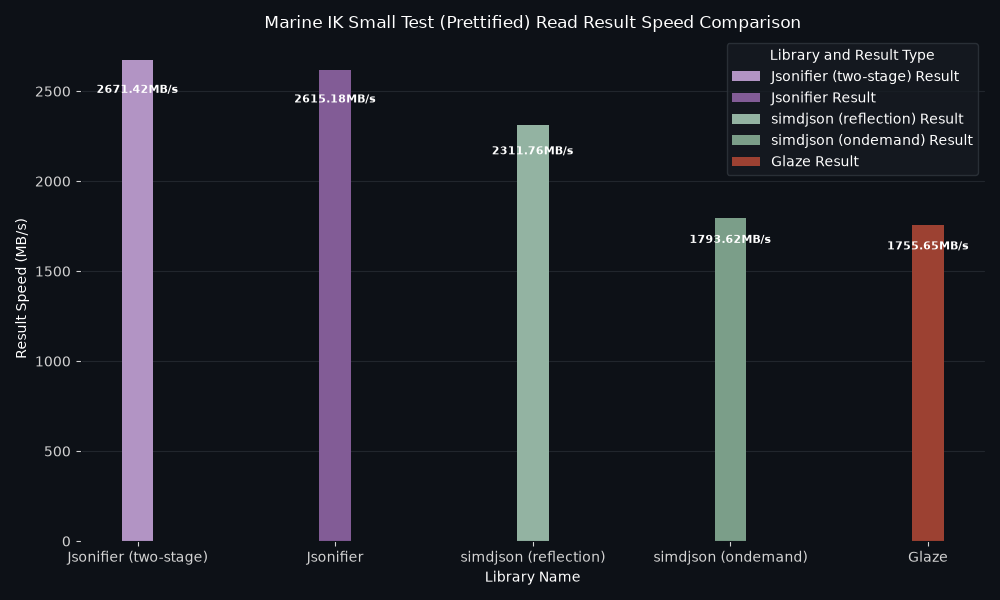 Marine IK Small Test (Prettified) Read Result Speed Comparison
Library and Result Type
Jsonifier (two-stage) Result
Jsonifier Result
simdjson (reflection) Result
simdjson (ondemand) Result
Glaze Result
2671.42MB/s
2615.18MB/s
2311.76MB/s
1793.62MB/s
1755.65MB/s
Result Speed (MB/s)
2500
2000
1500
1000
500
0
Jsonifier (two-stage)
Jsonifier
simdjson (reflection)
simdjson (ondemand)
Glaze
Library Name